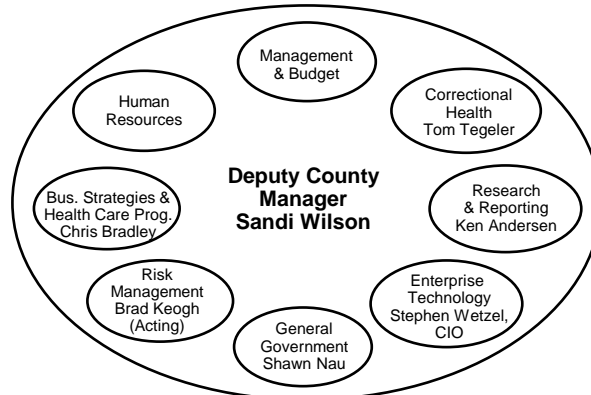 Management
& Budget
Correctional
Health
Tom Tegeler
Research
& Reporting
Ken Andersen
Enterprise
Technology
Stephen Wetzel,
CIO
General
Government
Shawn Nau
Risk
Management
Brad Keogh
(Acting)
Bus. Strategies &
Health Care Prog.
Chris Bradley
Human
Resources
Deputy County
Manager
Sandi Wilson